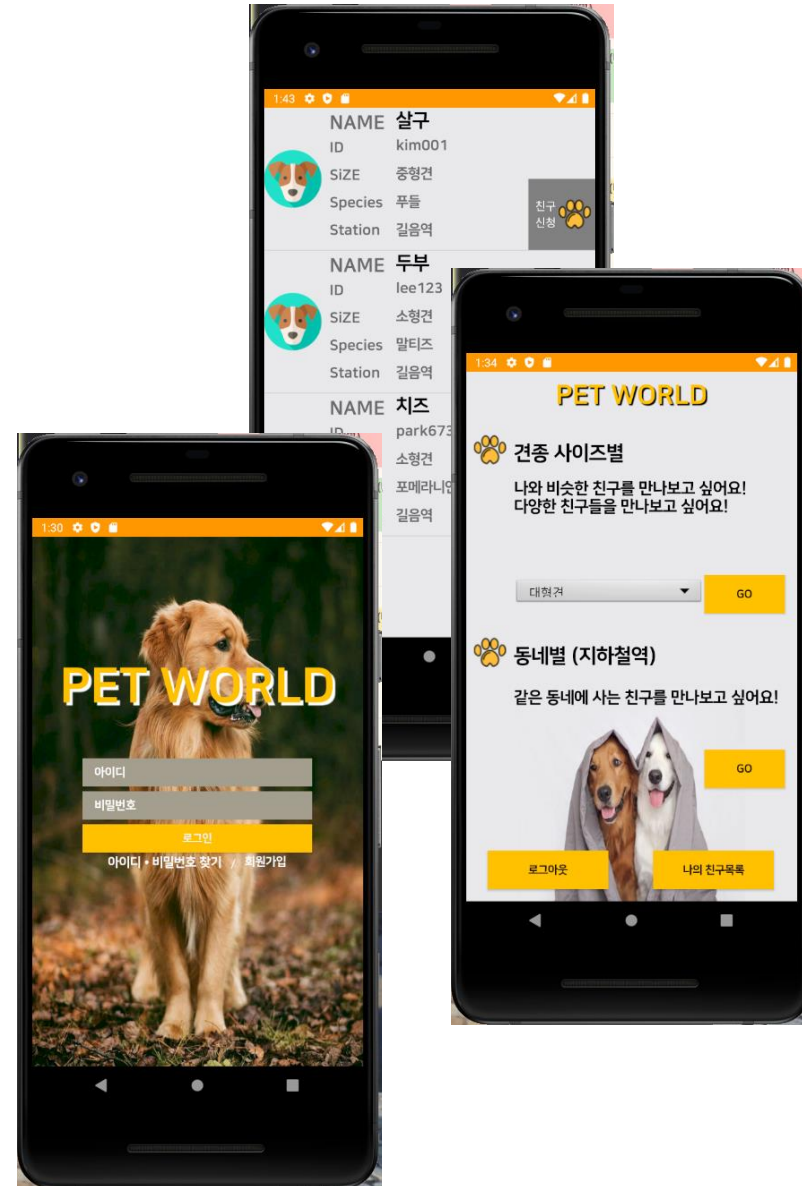 1:43
NAME 살구
ID kim001
SiZE 중형견
Species 푸들
Station 길음역
친구
신청
NAME 두부
ID lee123
SiZE 소형견
Species 말티즈
Station 길음역
NAME 치즈
ID park673
소형견
포메라니안
길음역
1:34
PET WORLD
견종 사이즈별
나와 비슷한 친구를 만나보고 싶어요!
다양한 친구들을 만나보고 싶어요!
대형견
GO
동네별 (지하철역)
같은 동네에 사는 친구를 만나보고 싶어요!
GO
로그아웃
나의 친구목록
1:30
PET WORLD
아이디
비밀번호
로그인
아이디 • 비밀번호 찾기 / 회원가입